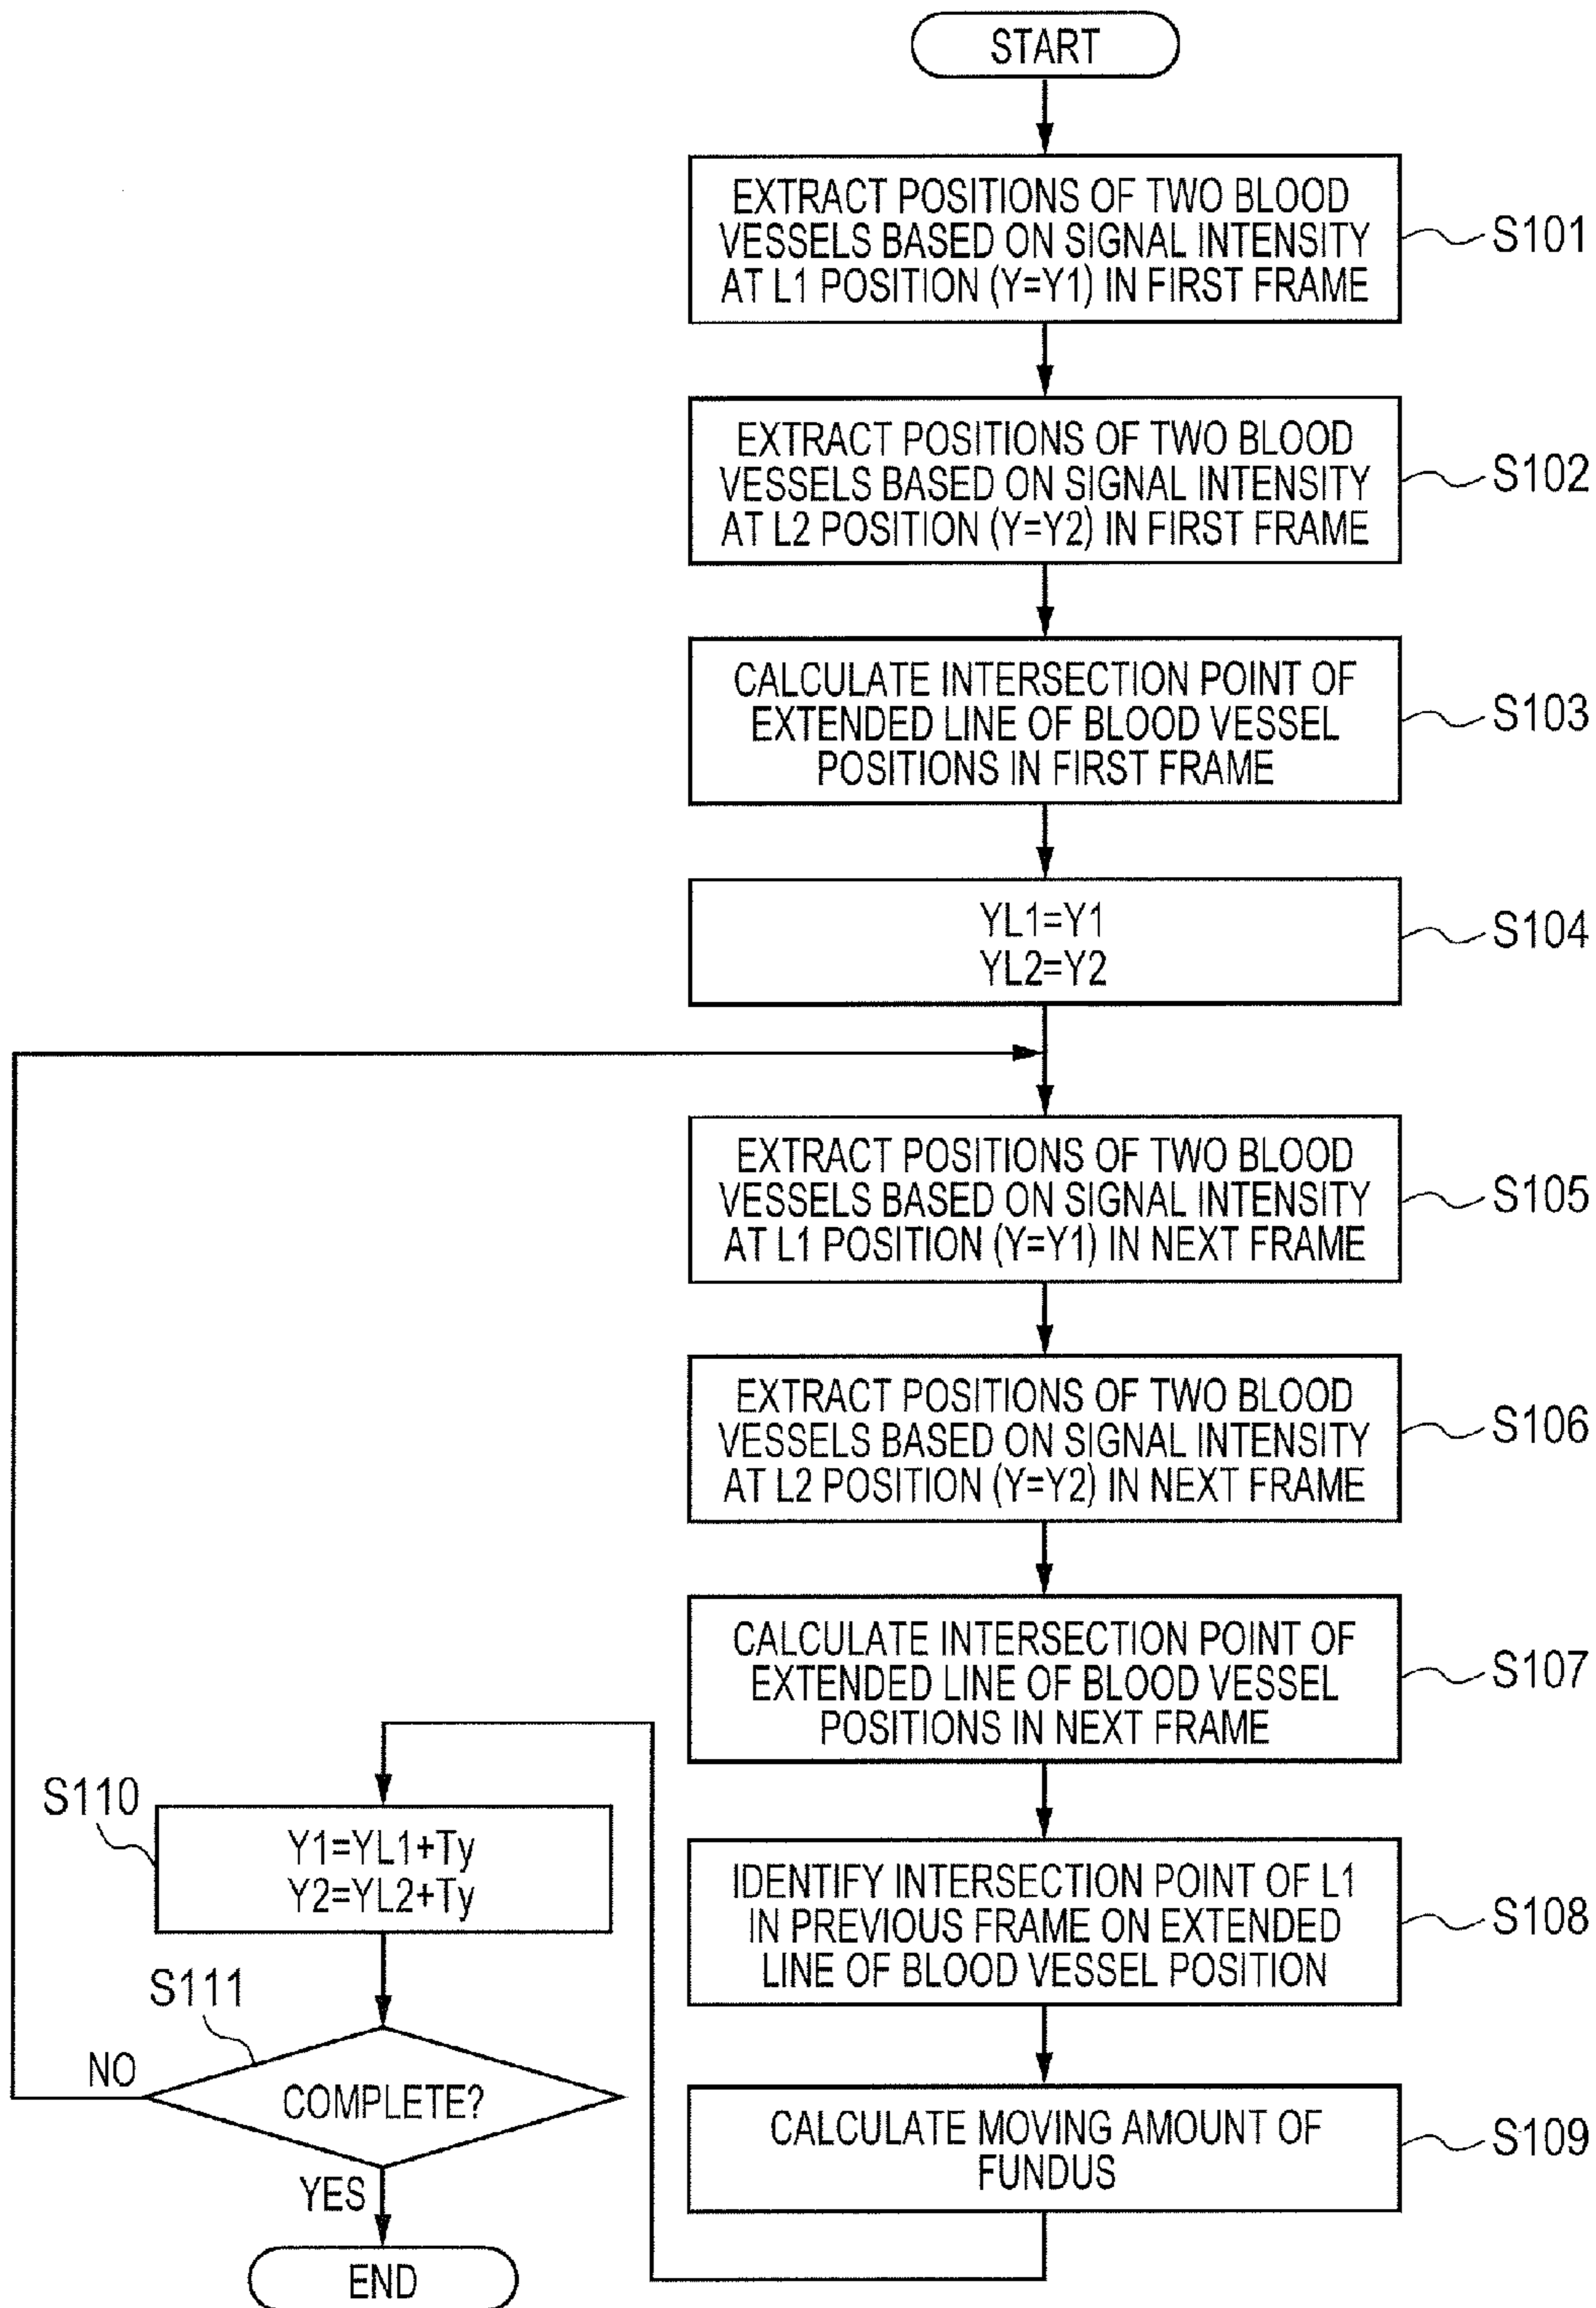 START
EXTRACT POSITIONS OF TWO BLOOD
VESSELS BASED ON SIGNAL INTENSITY
AT L1 POSITION (Y=Y1) IN FIRST FRAME
S101
EXTRACT POSITIONS OF TWO BLOOD
VESSELS BASED ON SIGNAL INTENSITY
AT L2 POSITION (Y=Y2) IN FIRST FRAME
S102
CALCULATE INTERSECTION POINT OF
EXTENDED LINE OF BLOOD VESSEL
POSITIONS IN FIRST FRAME
S103
YL1=Y1
YL2=Y2
S104
EXTRACT POSITIONS OF TWO BLOOD
VESSELS BASED ON SIGNAL INTENSITY
AT L1 POSITION (Y=Y1) IN NEXT FRAME
S105
EXTRACT POSITIONS OF TWO BLOOD
VESSELS BASED ON SIGNAL INTENSITY
AT L2 POSITION (Y=Y2) IN NEXT FRAME
S106
CALCULATE INTERSECTION POINT OF
EXTENDED LINE OF BLOOD VESSEL
POSITIONS IN NEXT FRAME
S107
IDENTIFY INTERSECTION POINT OF L1
IN PREVIOUS FRAME ON EXTENDED
LINE OF BLOOD VESSEL POSITION
S108
CALCULATE MOVING AMOUNT OF
FUNDUS
S109
S110
Y1=YL1+Ty
Y2=YL2+Ty
S111
COMPLETE?
NO
YES
END